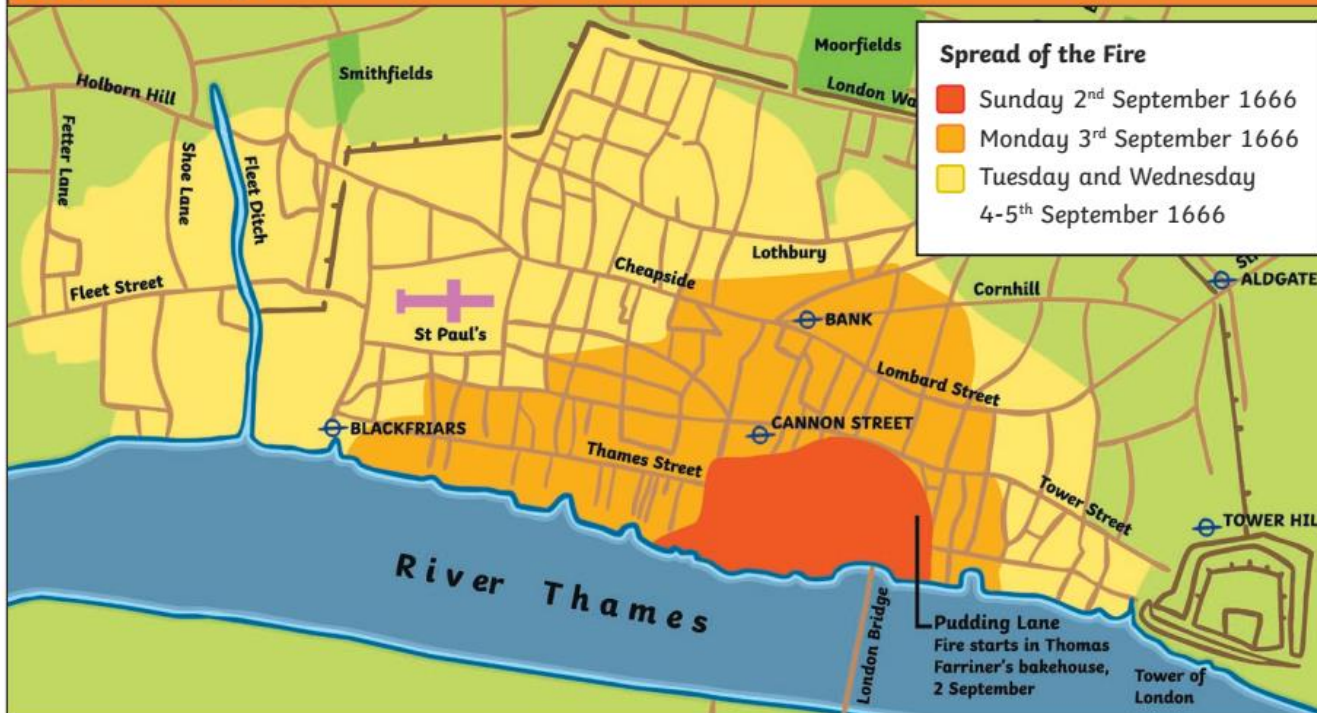 Moorfields
Smithfields
Holborn Hill
London Wa
Spread of the Fire
Sunday 2nd September 1666
Monday 3rd September 1666
Tuesday and Wednesday
4-5th September 1666
Fetter Lane
Shoe Lane
Fleet Ditch
Lothbury
Cheapside
Cornhill
ALDGATE
Fleet Street
St Paul's
BANK
Lombard Street
BLACKFRIARS
CANNON STREET
Thames Street
Tower Street
TOWER HIL
River Thames
London Bridge
Pudding Lane
Fire starts in Thomas
Farriner's bakehouse,
2 September
Tower of
London